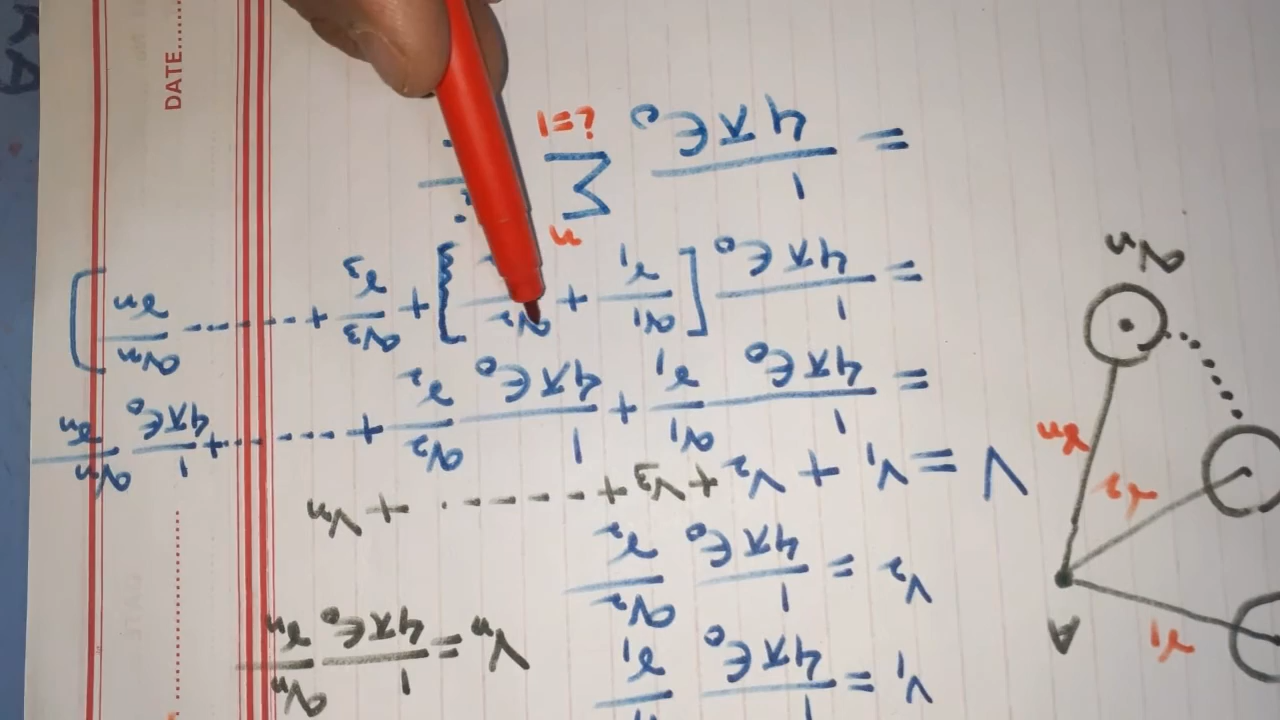 V₁ = 1/4πϵ₀ q₁/r₁
V₂ = 1/4πϵ₀ q₂/r₂
Vₙ = 1/4πϵ₀ qₙ/rₙ
V = V₁ + V₂ + V₃ + ------- + Vₙ
= 1/4πϵ₀ q₁/r₁ + 1/4πϵ₀ q₂/r₂ + ------ + 1/4πϵ₀ qₙ/rₙ
= 1/4πϵ₀ [ q₁/r₁ + q₂ + q₃/r₃ + ------ qₙ/rₙ ]
= 1/4πϵ₀ n Σ i=1
A
r₁
r₂
rₙ
qₙ
DATE